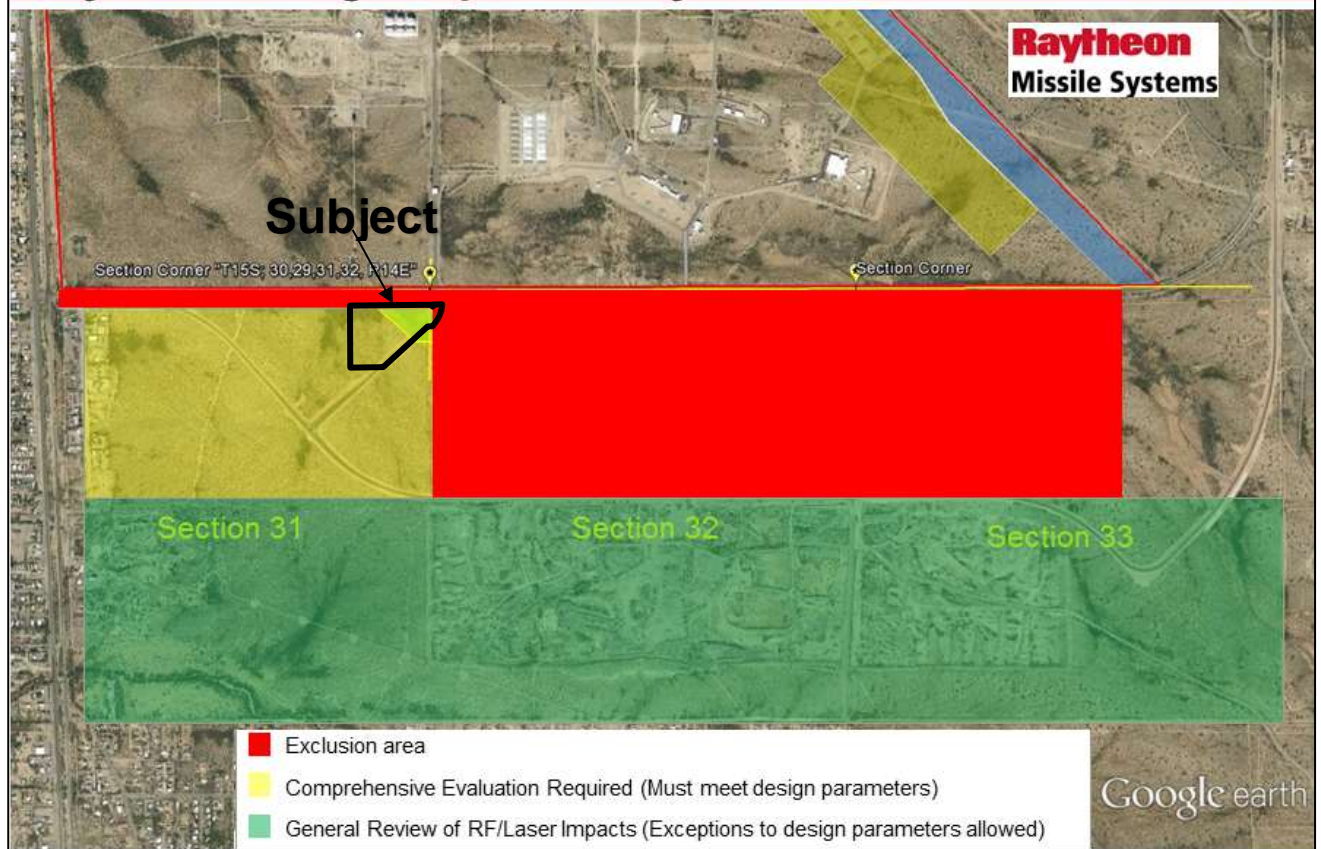 Raytheon
Missile Systems
Subject
Section Corner "T15S; 30,29,31,32, R14E"
Section Corner
Section 31
Section 32
Section 33
Exclusion area
Comprehensive Evaluation Required (Must meet design parameters)
General Review of RF/Laser Impacts (Exceptions to design parameters allowed)
Google earth